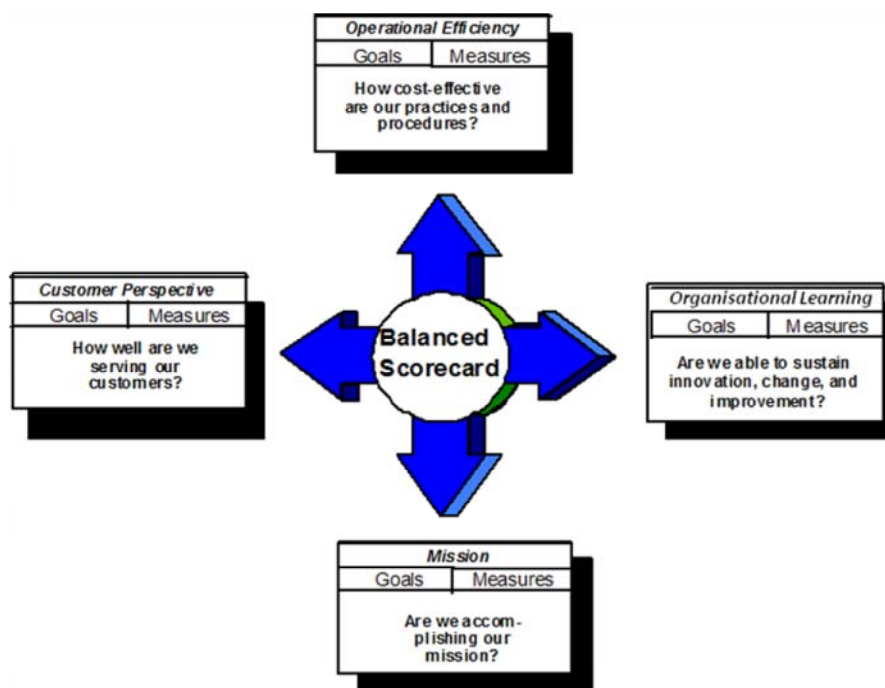 Operational Efficiency
Goals Measures
How cost-effective
are our practices and
procedures?
Customer Perspective
Goals Measures
How well are we
serving our
customers?
Balanced
Scorecard
Organisational Learning
Goals Measures
Are we able to sustain
innovation, change, and
improvement?
Mission
Goals Measures
Are we accom-
plishing our
mission?